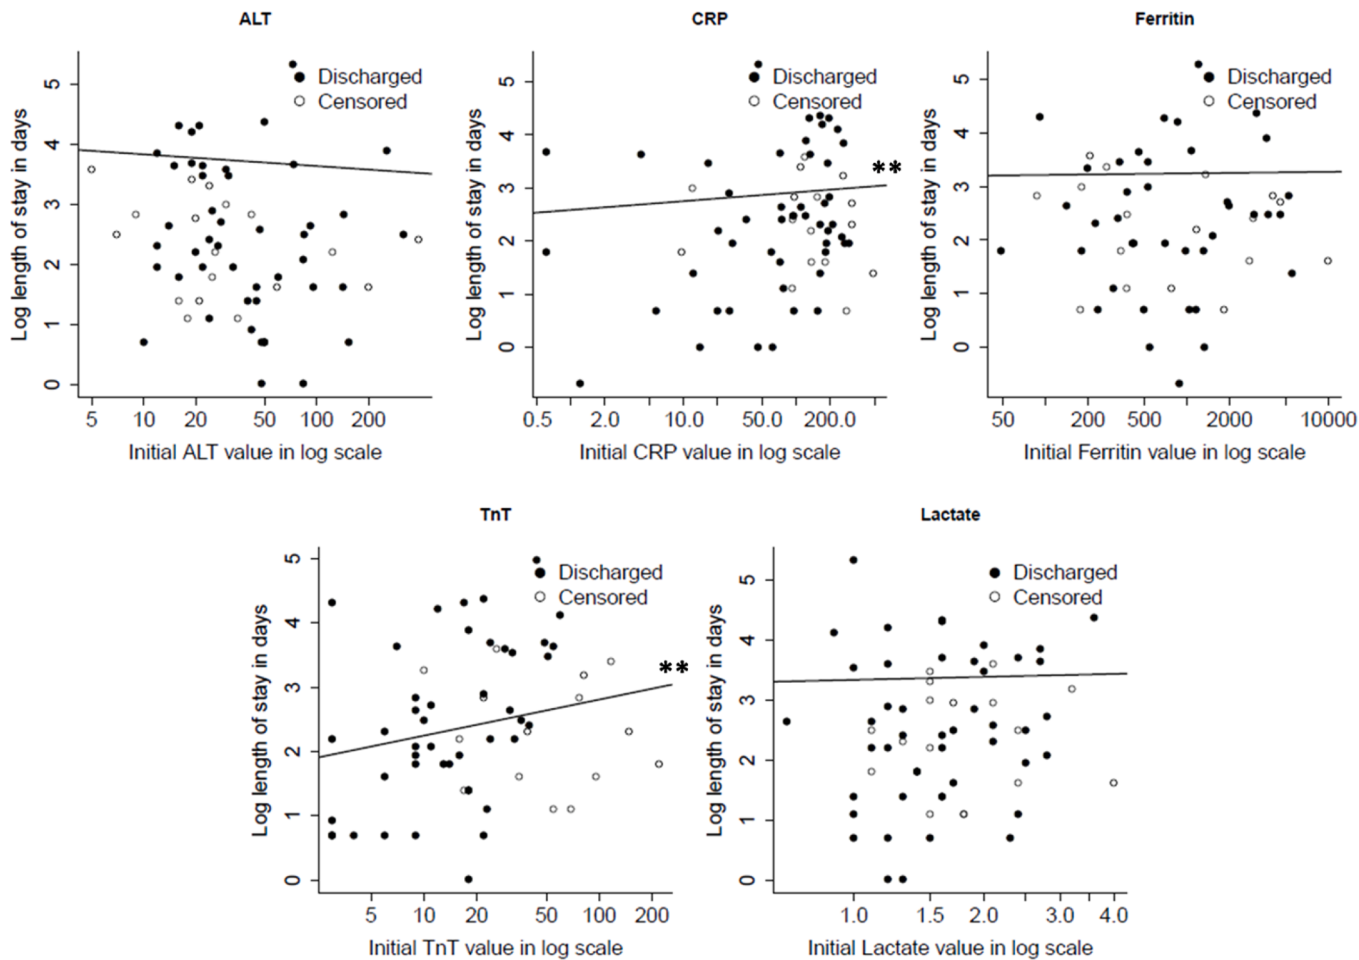 ALT
Log length of stay in days
5
4
3
2
1
0
Discharged
Censored
5 10 20 50 100 200
Initial ALT value in log scale
CRP
Log length of stay in days
5
4
3
2
1
0
Discharged
Censored
**
0.5 2.0 10.0 50.0 200.0
Initial CRP value in log scale
Ferritin
Log length of stay in days
5
4
3
2
1
0
Discharged
Censored
50 200 500 2000 10000
Initial Ferritin value in log scale
TnT
Log length of stay in days
5
4
3
2
1
0
Discharged
Censored
**
5 10 20 50 100 200
Initial TnT value in log scale
Lactate
Log length of stay in days
5
4
3
2
1
0
Discharged
Censored
1.0 1.5 2.0 3.0 4.0
Initial Lactate value in log scale